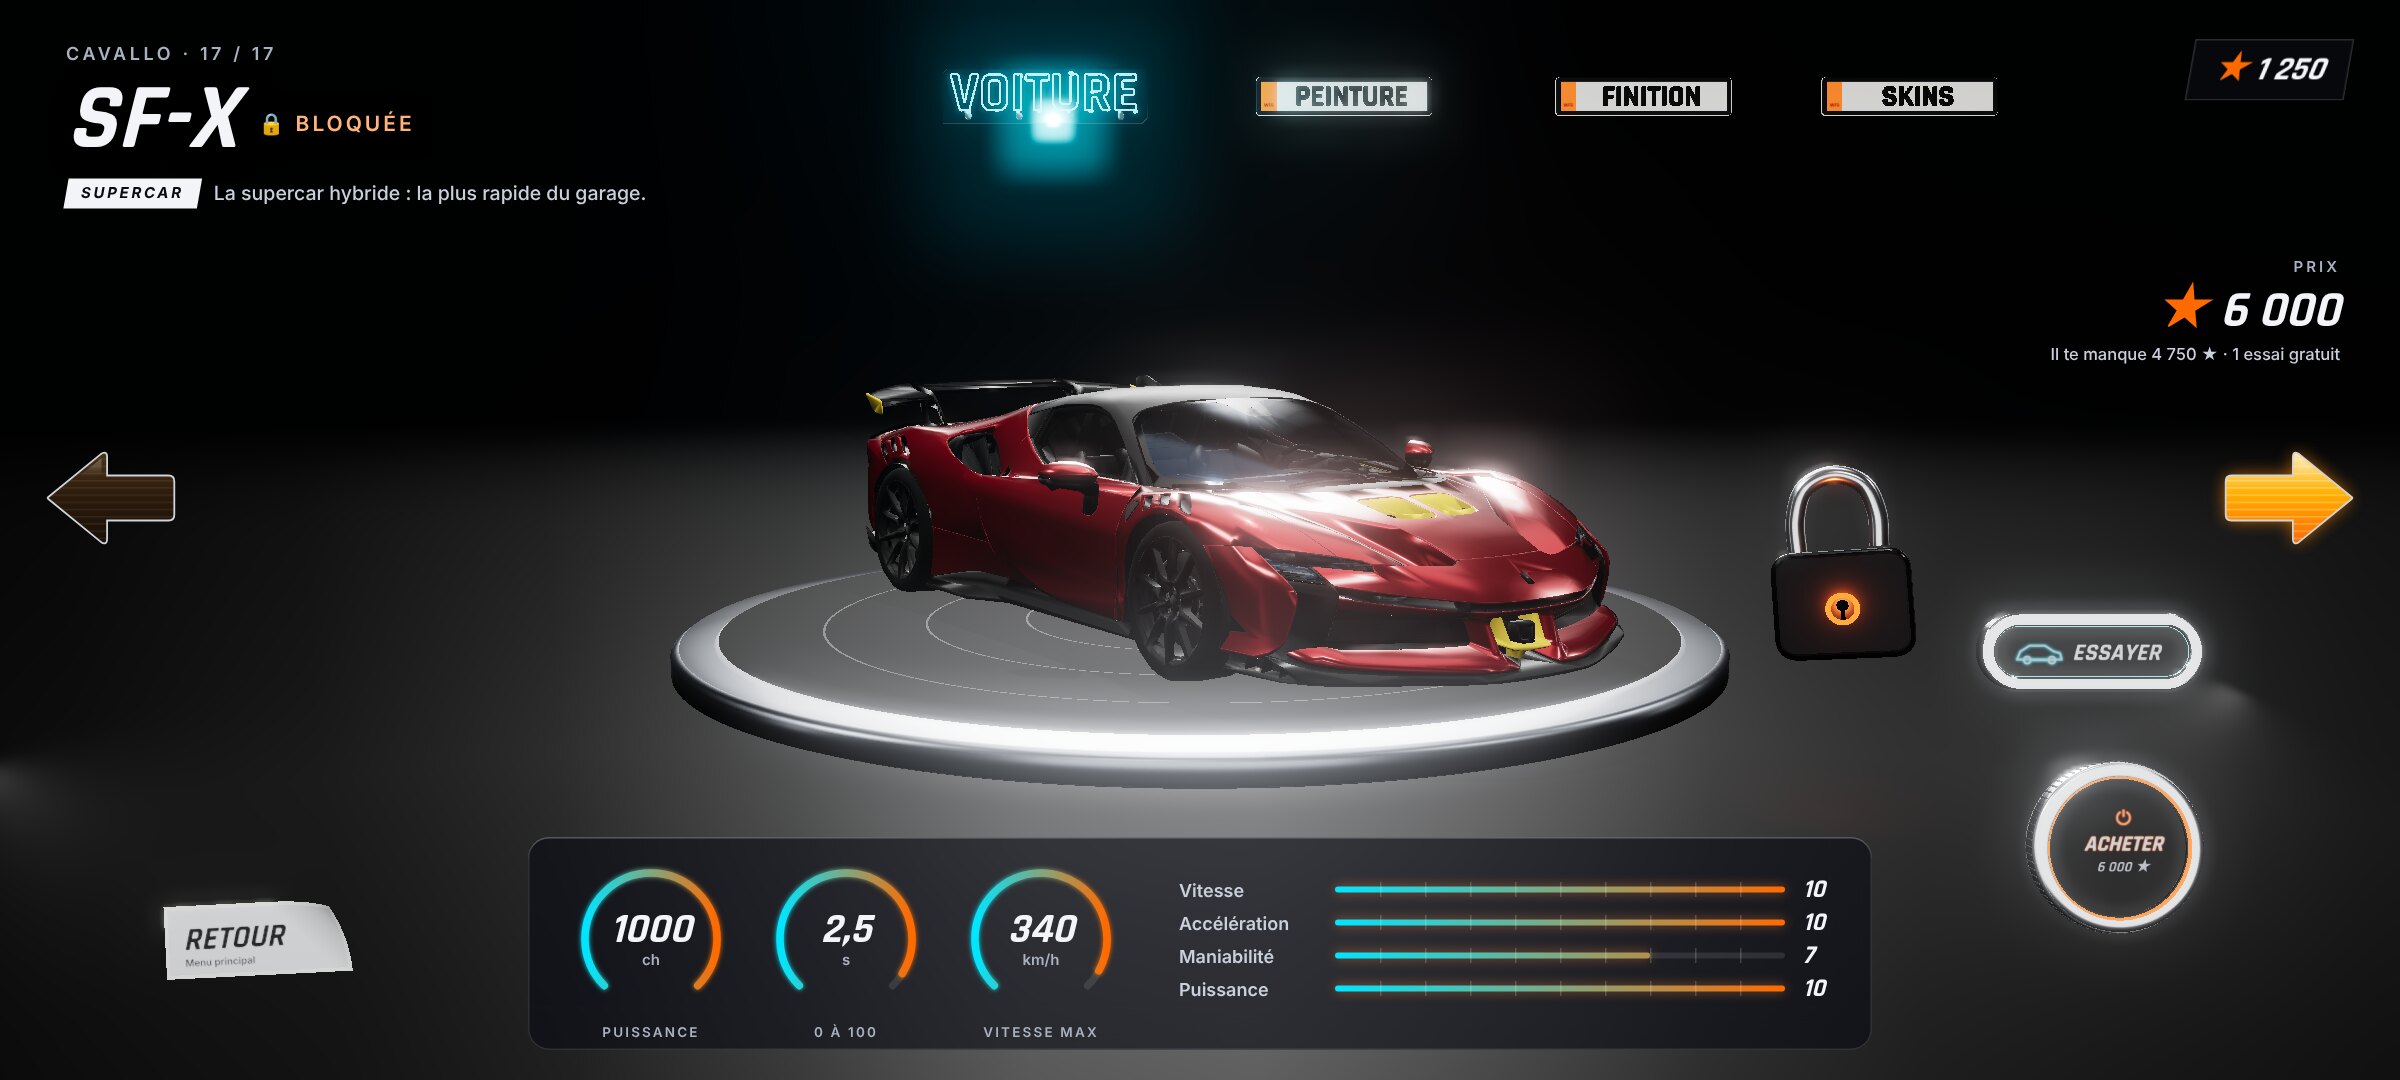 CAVALLO · 17 / 17
SF-X 🔒 BLOQUÉE
SUPERCAR La supercar hybride : la plus rapide du garage.
VOITURE
PEINTURE
FINITION
SKINS
★ 1 250
PRIX
★ 6 000
Il te manque 4 750 ★ · 1 essai gratuit
ESSAYER
ACHETER
6 000 ★
RETOUR
Menu principal
1000
ch
PUISSANCE
2,5
s
0 À 100
340
km/h
VITESSE MAX
Vitesse 10
Accélération 10
Maniabilité 7
Puissance 10